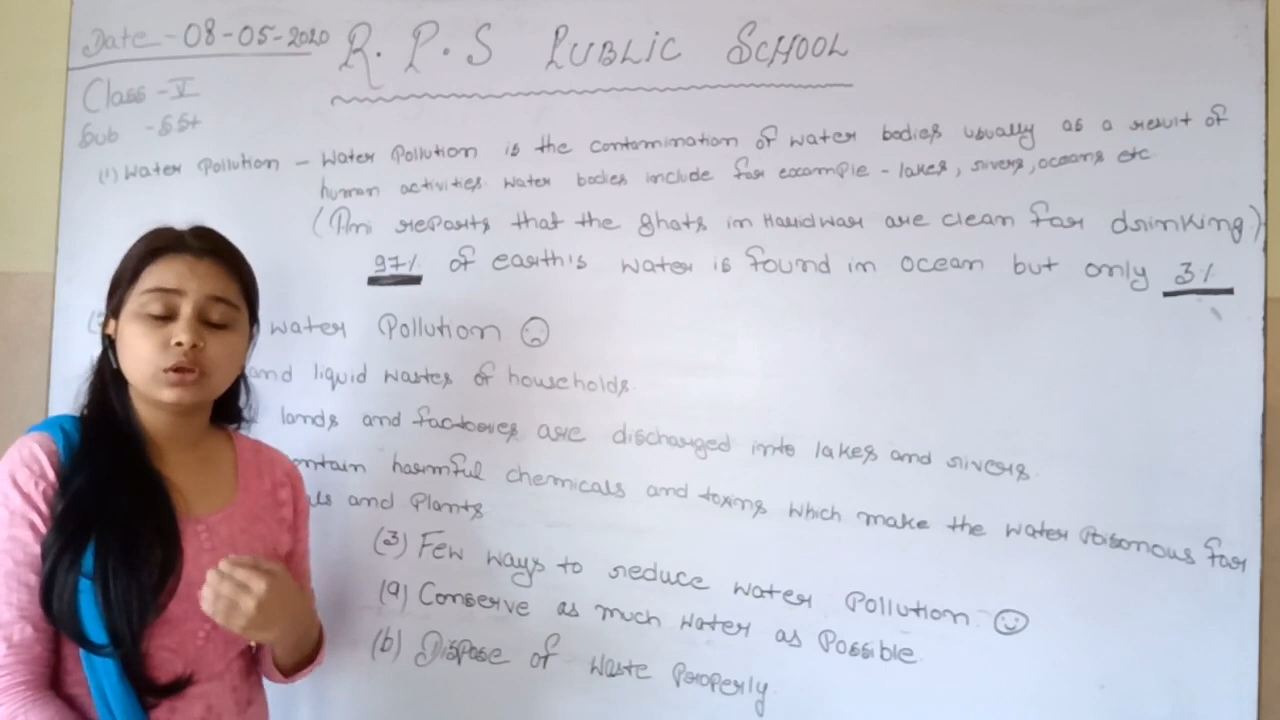 Date - 08-05-2020
R. P. S PUBLIC SCHOOL
Class - V
Sub - SSt
(1) Water Pollution - Water Pollution is the contamination of water bodies usually as a result of
human activities. Water bodies include for example - lakes, rivers, oceans etc
(Ani reports that the ghats in Haridwar are clean for drinking.)
97% of earth's water is found in ocean but only 3%
water Pollution ☹
and liquid wastes of households.
lands and factories are discharged into lakes and rivers.
contain harmful chemicals and toxins which make the water Poisonous for
and Plants
(3) Few ways to reduce water Pollution ☺
(a) Conserve as much water as Possible.
(b) Dispose of waste Properly